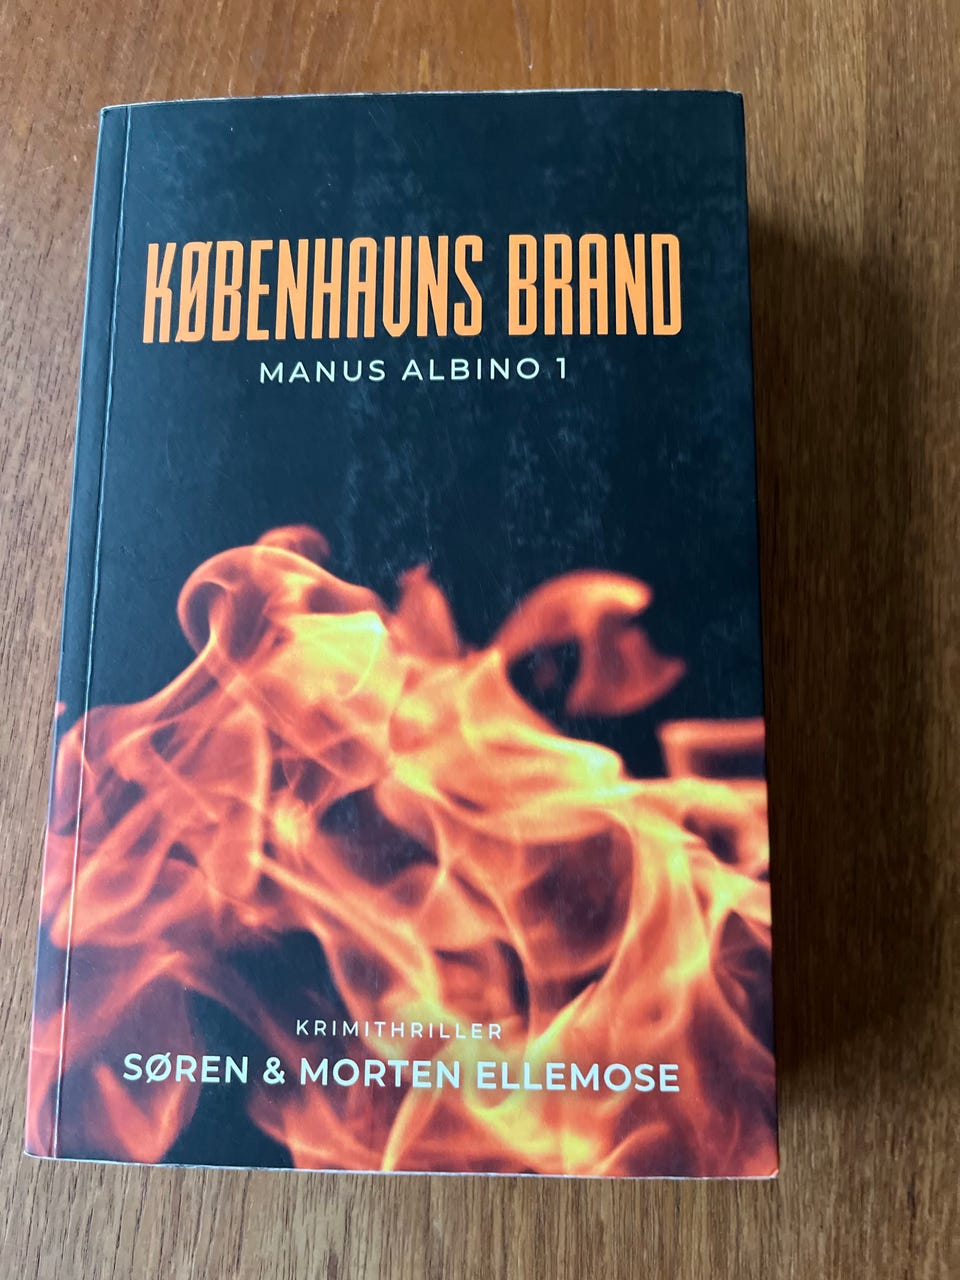 KØBENHAVNS BRAND
MANUS ALBINO 1
KRIMITHRILLER
SØREN & MORTEN ELLEMOSE